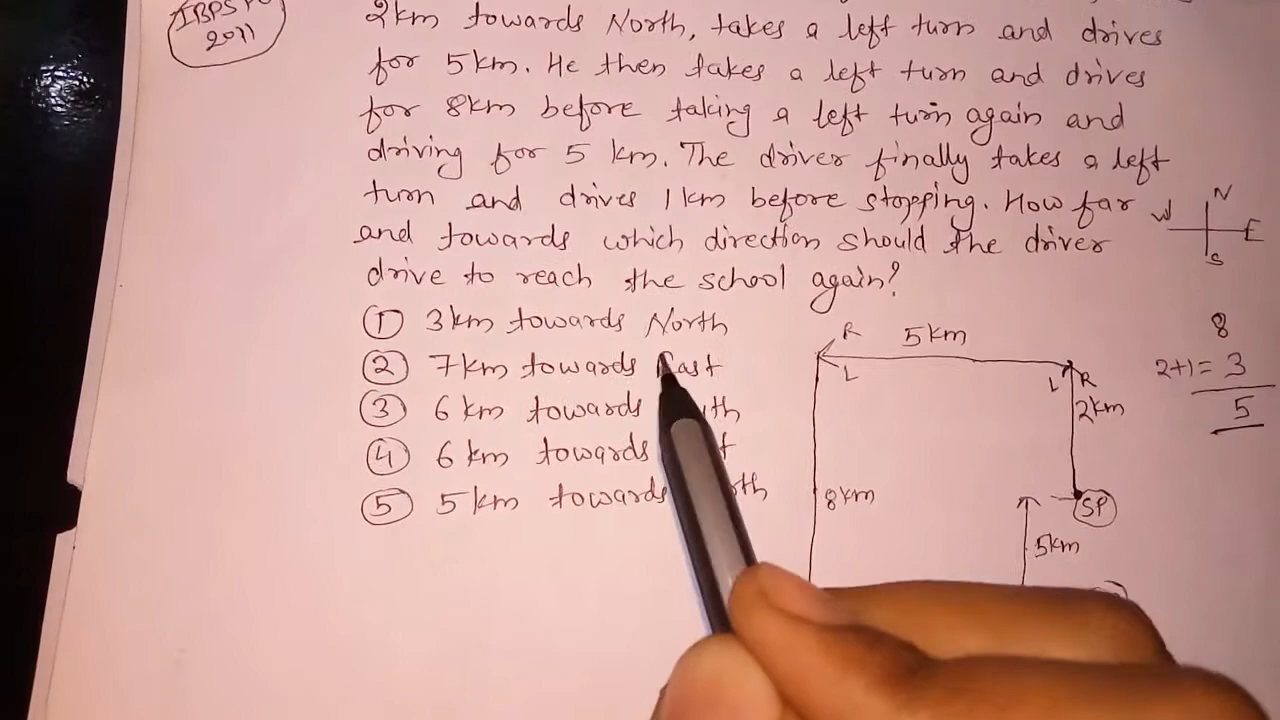 IBPS PO
2011
2km towards North, takes a left turn and drives
for 5km. He then takes a left turn and drives
for 8km before taking a left turn again and
driving for 5 km. The driver finally takes a left
turn and drives 1km before stopping. How far
and towards which direction should the driver
drive to reach the school again?
① 3km towards North
② 7km towards East
③ 6 km towards
④ 6 km towards
⑤ 5 km towards
N
W E
S
8
2+1= 3
5
R 5km
L L R
2km
8km SP
5km